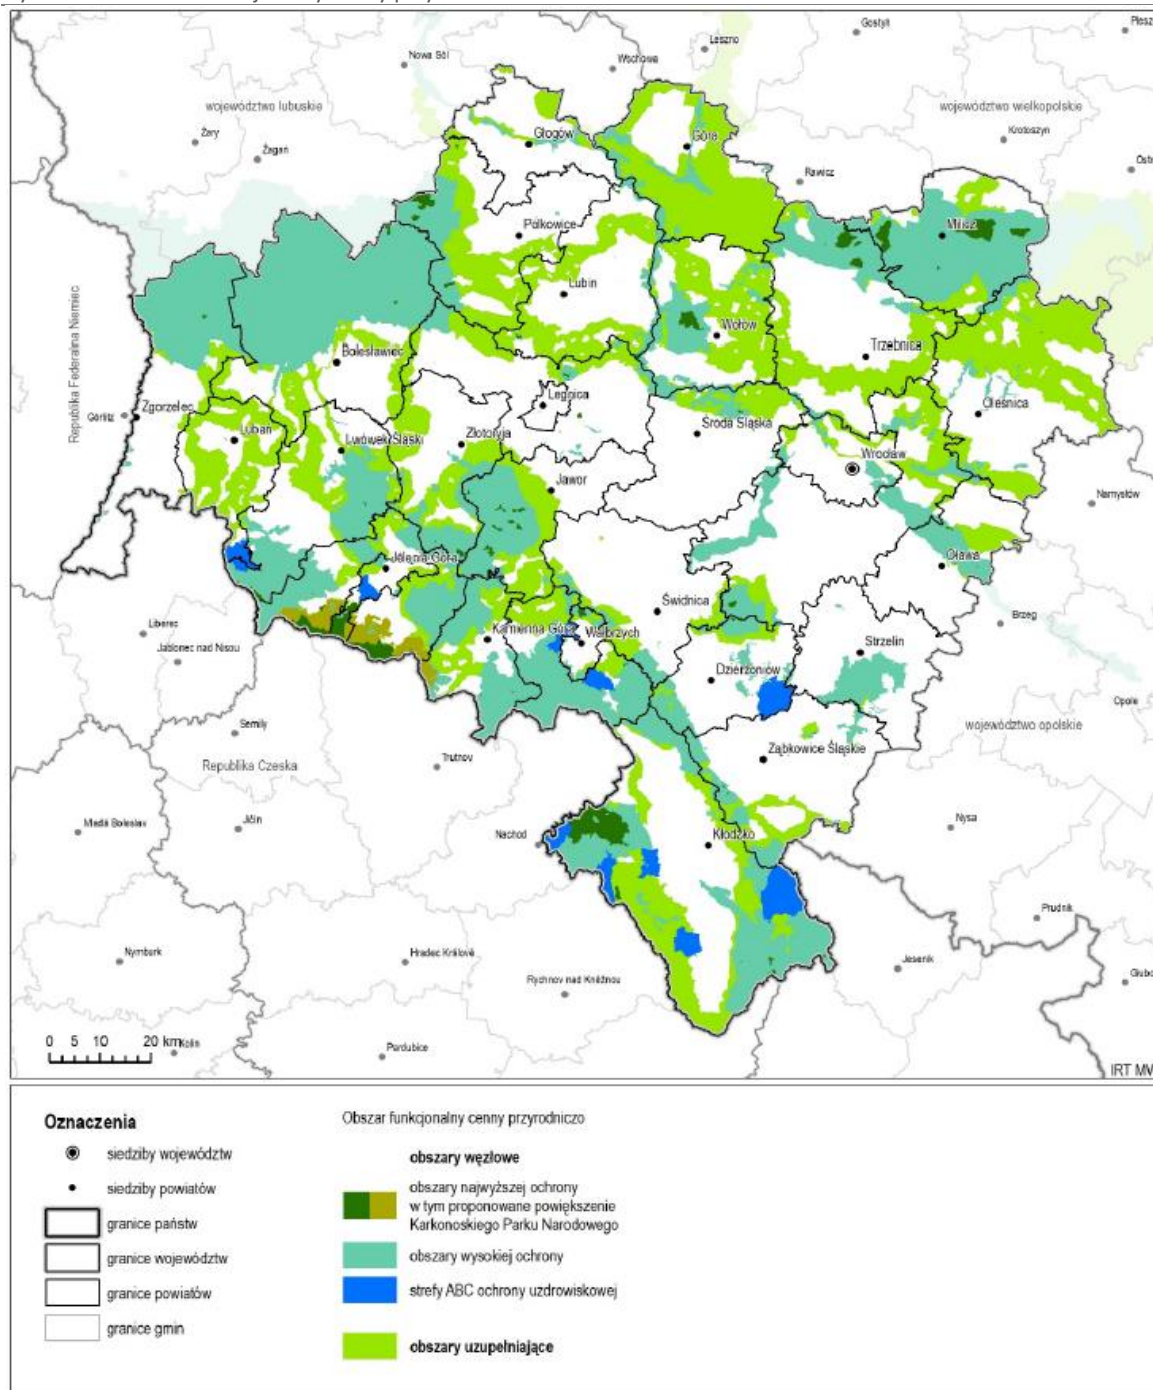 Gostyń
Leszno
Nowa Sól
Wschowa
województwo lubuskie
województwo wielkopolskie
Głogów
Góra
Krotoszyn
Żary
Żagań
Rawicz
Polkowice
Milicz
Lubin
Wołów
Trzebnica
Republika Federalna Niemiec
Bolesławiec
Legnica
Oleśnica
Görlitz
Zgorzelec
Lubań
Lwówek Śląski
Złotoryja
Środa Śląska
Wrocław
Jawor
Namysłów
Jelenia Góra
Oława
Świdnica
Brzeg
Liberec
Kamienna Góra
Wałbrzych
Strzelin
Jablonec nad Nisou
Dzierżoniów
Opole
Semily
województwo opolskie
Ząbkowice Śląskie
Republika Czeska
Trutnov
Mladá Boleslav
Jičín
Nachod
Kłodzko
Nysa
Prudnik
Nymburk
Hradec Králové
Jesenik
Rychnov nad Kněžnou
0 5 10 20 km
Kolin
Pardubice
Oznaczenia
siedziby województw
siedziby powiatów
granice państw
granice województw
granice powiatów
granice gmin
Obszar funkcjonalny cenny przyrodniczo
obszary węzłowe
obszary najwyższej ochrony
w tym proponowane powiększenie
Karkonoskiego Parku Narodowego
obszary wysokiej ochrony
strefy ABC ochrony uzdrowiskowej
obszary uzupełniające